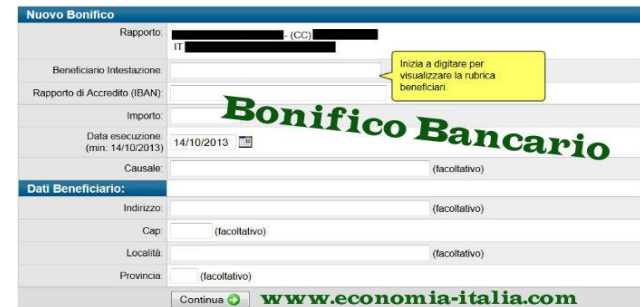 Nuovo Bonifico
Rapporto: - (CC)
IT
Beneficiario Intestazione:
Inizia a digitare per
visualizzare la rubrica
beneficiari.
Rapporto di Accredito (IBAN):
Importo:
Bonifico Bancario
Data esecuzione:
(min: 14/10/2013)
14/10/2013
Causale: (facoltativo)
Dati Beneficiario:
Indirizzo: (facoltativo)
Cap: (facoltativo)
Località: (facoltativo)
Provincia: (facoltativo)
Continua
www.economia-italia.com